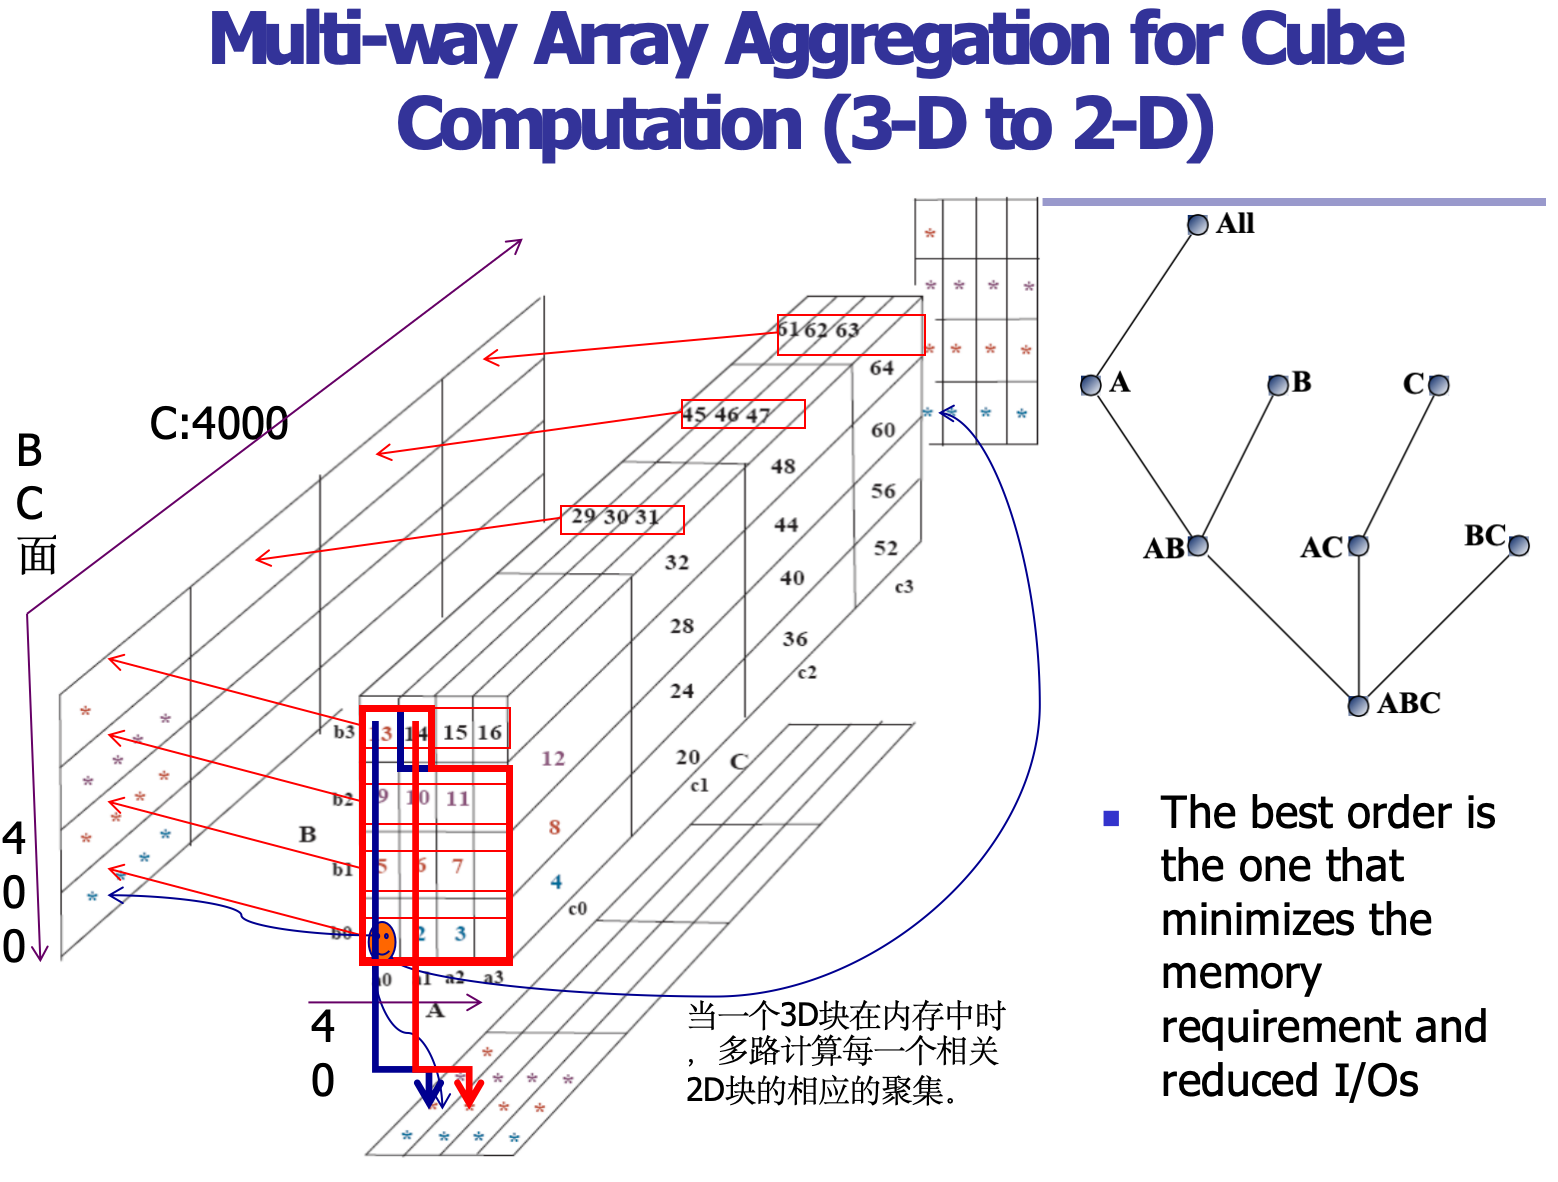 Multi-way Array Aggregation for Cube
Computation (3-D to 2-D)
All
A
B
C
AB
AC
BC
ABC
C:4000
B
C
面
4
0
0
61 62 63
64
45 46 47
60
48
56
29 30 31
44
52
32
40
c3
28
36
c2
24
b3
13
14
15
16
12
20
C
c1
b2
9
10
11
8
B
b1
5
6
7
4
c0
b0
2
3
a0
a1
a2
a3
A
4
0
当一个3D块在内存中时
，多路计算每一个相关
2D块的相应的聚集。
The best order is
the one that
minimizes the
memory
requirement and
reduced I/Os